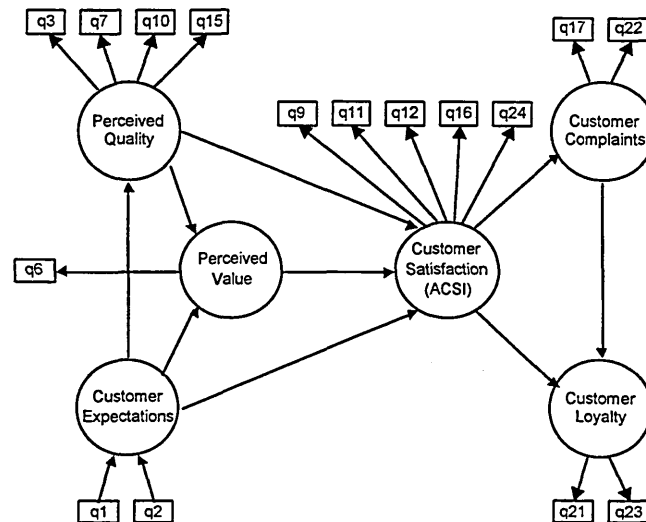 q3 q7 q10 q15
q17 q22
q9 q11 q12 q16 q24
Perceived
Quality
Customer
Complaints
q6
Perceived
Value
Customer
Satisfaction
(ACSI)
Customer
Expectations
Customer
Loyalty
q1 q2
q21 q23